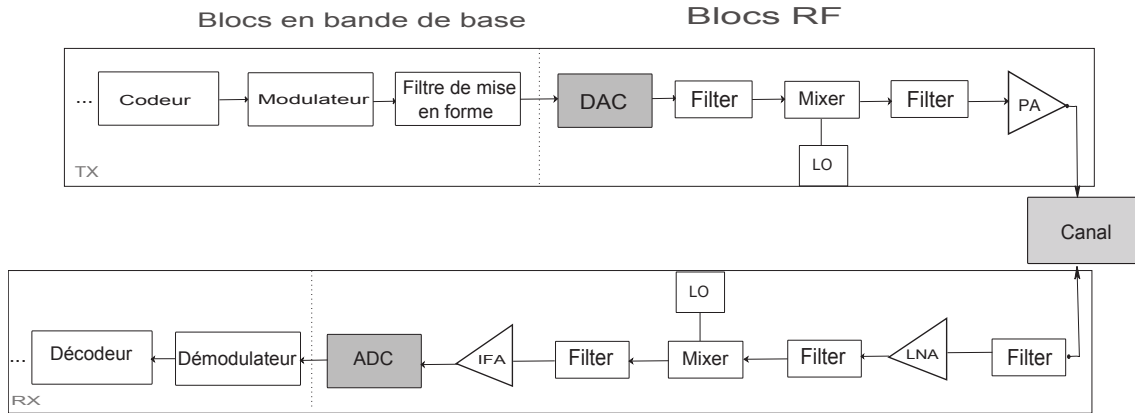 Blocs en bande de base
Blocs RF
... Codeur
Modulateur
Filtre de mise
en forme
DAC
Filter
Mixer
Filter
PA
LO
TX
Canal
LO
... Décodeur
Démodulateur
ADC
IFA
Filter
Mixer
Filter
LNA
Filter
RX